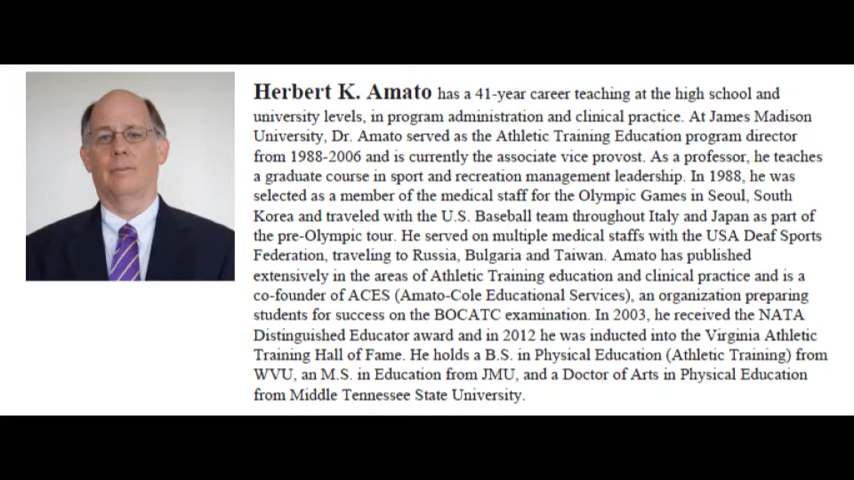 Herbert K. Amato has a 41-year career teaching at the high school and
university levels, in program administration and clinical practice. At James Madison
University, Dr. Amato served as the Athletic Training Education program director
from 1988-2006 and is currently the associate vice provost. As a professor, he teaches
a graduate course in sport and recreation management leadership. In 1988, he was
selected as a member of the medical staff for the Olympic Games in Seoul, South
Korea and traveled with the U.S. Baseball team throughout Italy and Japan as part of
the pre-Olympic tour. He served on multiple medical staffs with the USA Deaf Sports
Federation, traveling to Russia, Bulgaria and Taiwan. Amato has published
extensively in the areas of Athletic Training education and clinical practice and is a
co-founder of ACES (Amato-Cole Educational Services), an organization preparing
students for success on the BOCATC examination. In 2003, he received the NATA
Distinguished Educator award and in 2012 he was inducted into the Virginia Athletic
Training Hall of Fame. He holds a B.S. in Physical Education (Athletic Training) from
WVU, an M.S. in Education from JMU, and a Doctor of Arts in Physical Education
from Middle Tennessee State University.